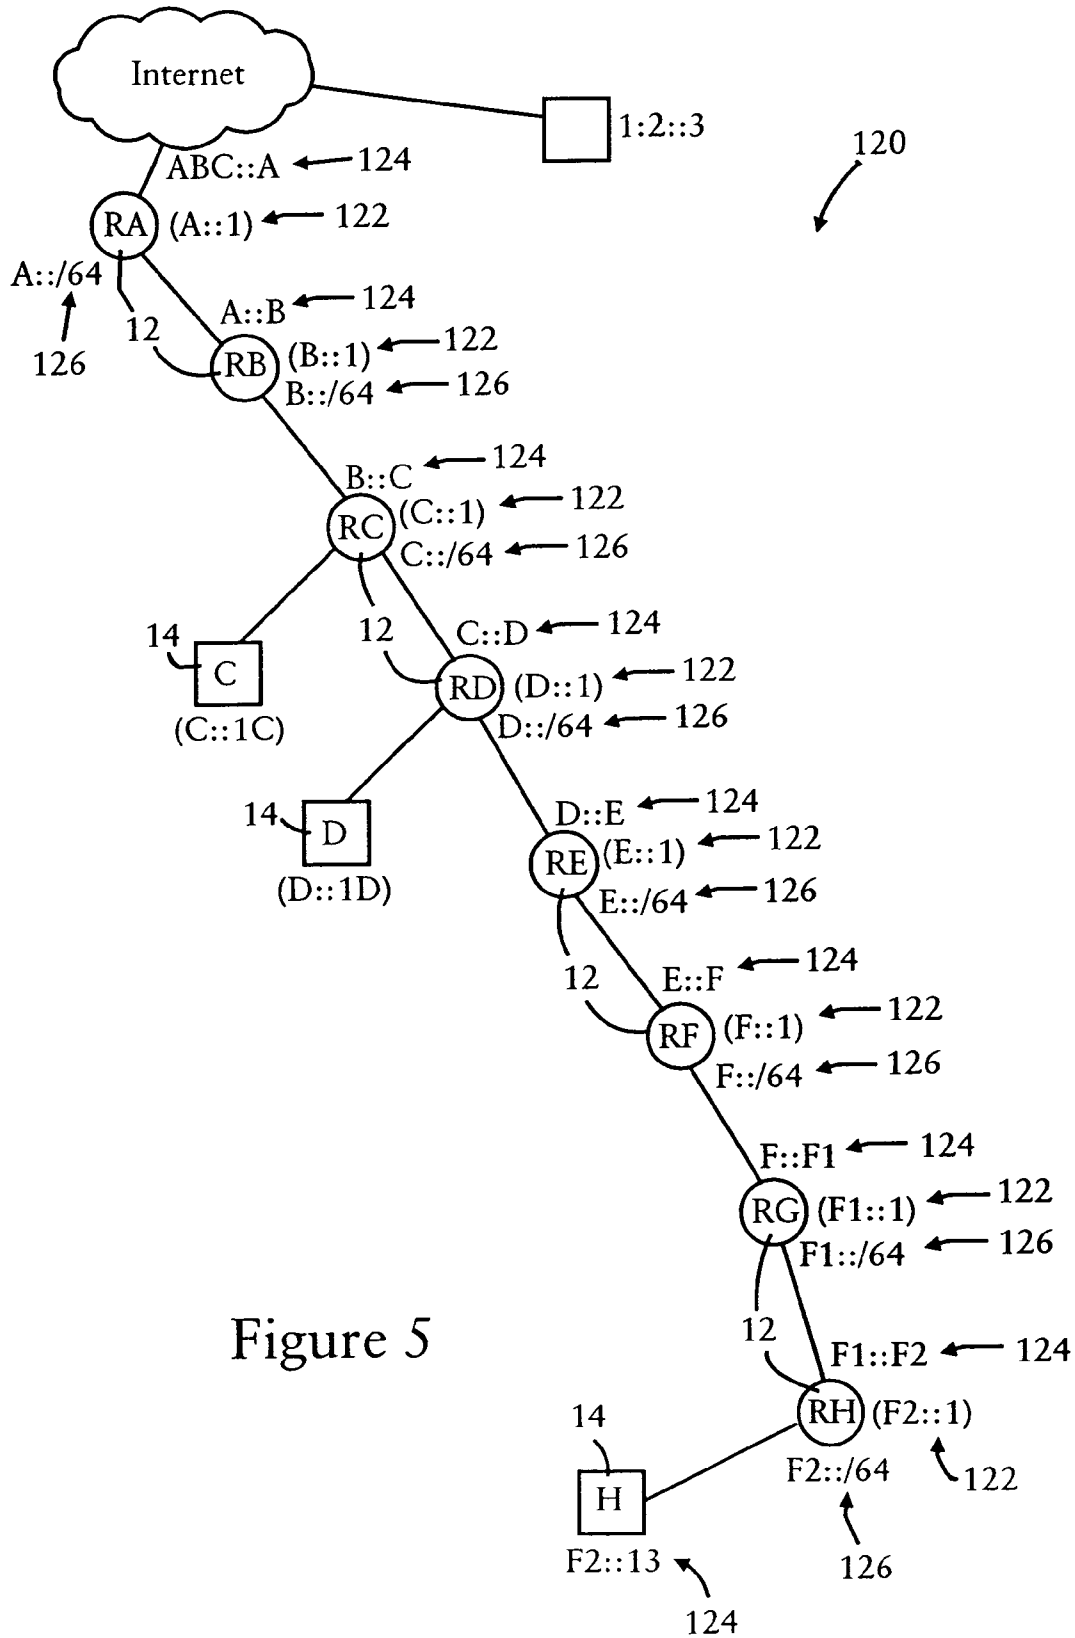 Internet
1:2::3
120
ABC::A 124
RA (A::1) 122
A::/64
126
12
A::B 124
RB (B::1) 122
B::/64 126
B::C 124
RC (C::1) 122
C::/64 126
14
C
(C::1C)
12
C::D 124
RD (D::1) 122
D::/64 126
14
D
(D::1D)
D::E 124
RE (E::1) 122
E::/64 126
12
E::F 124
RF (F::1) 122
F::/64 126
F::F1 124
RG (F1::1) 122
F1::/64 126
12
Figure 5
F1::F2 124
RH (F2::1)
122
F2::/64
126
14
H
F2::13
124